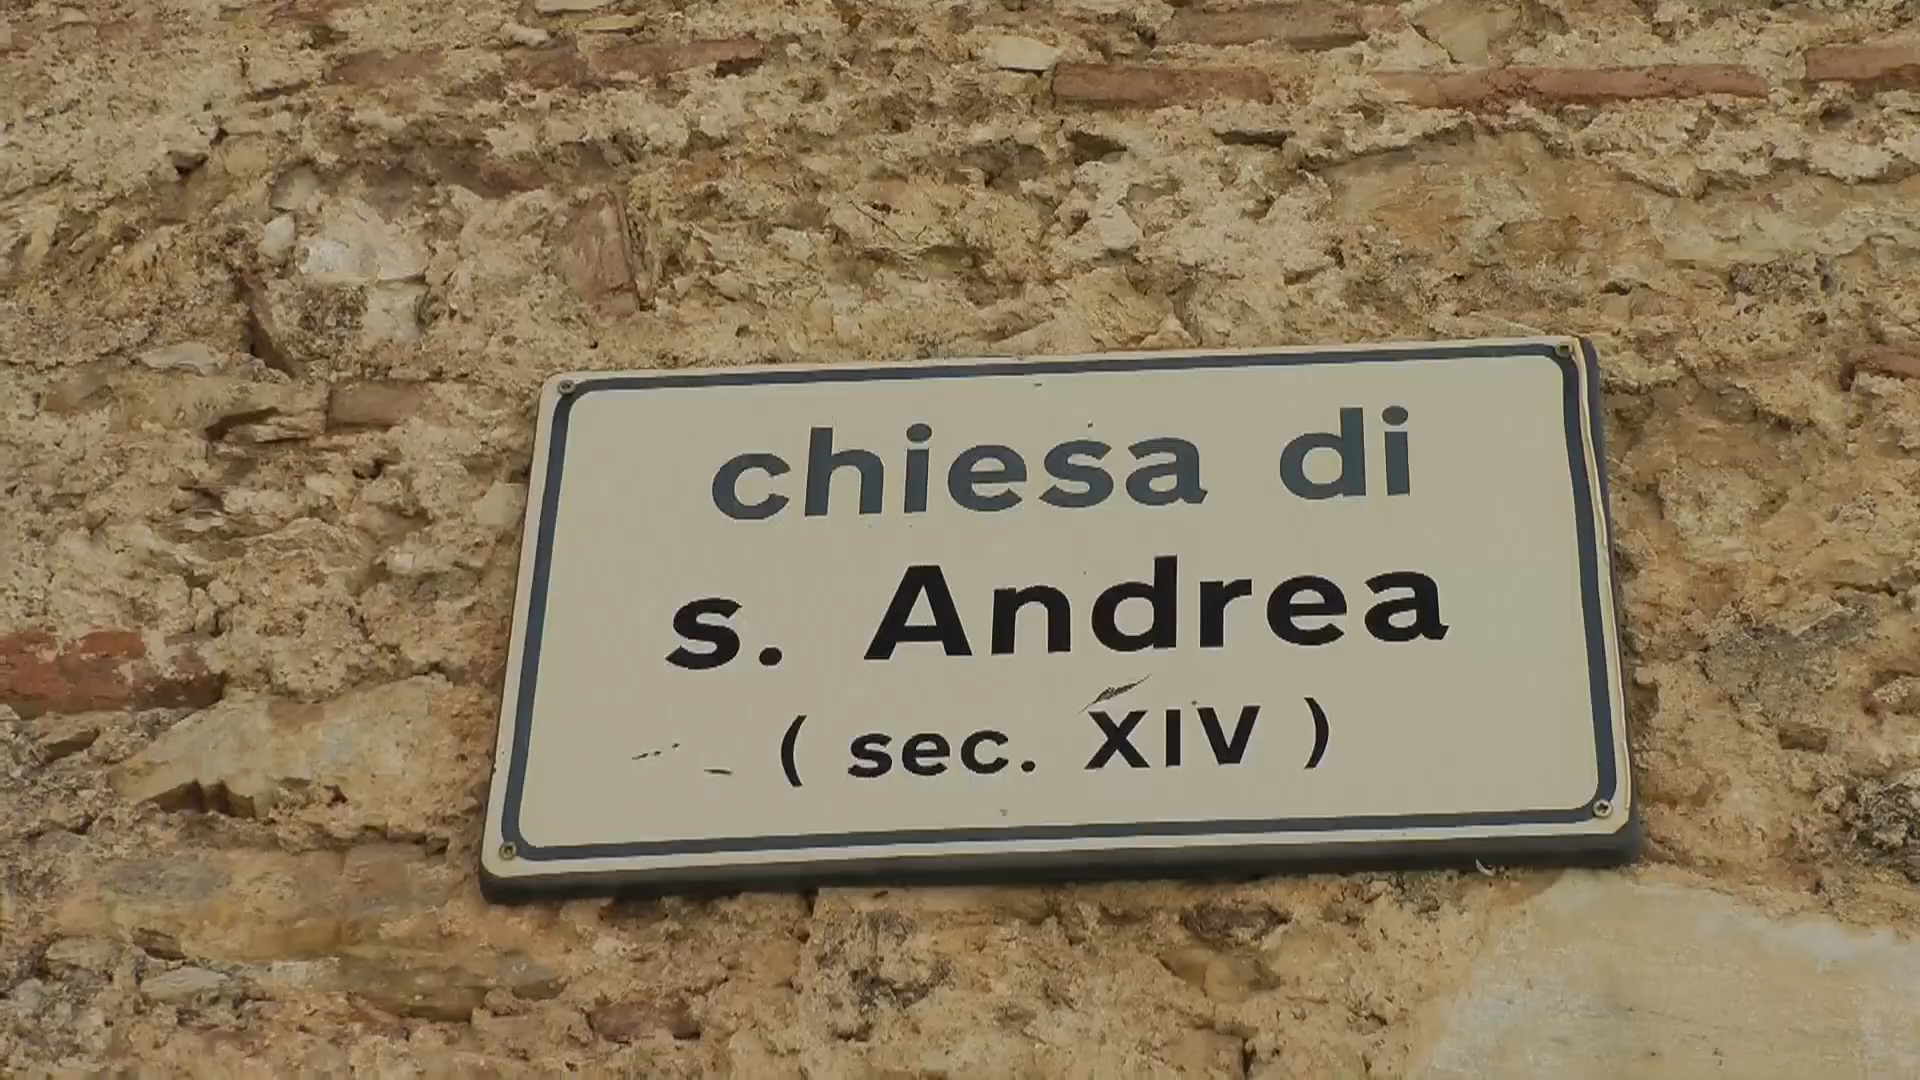 chiesa di
s. Andrea
( sec. XIV )